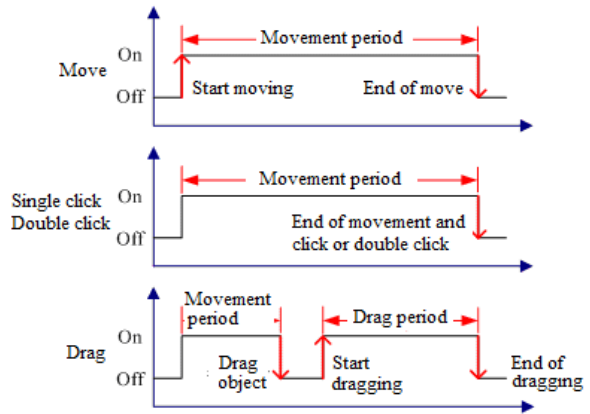 Movement period
On
Move
Start moving
End of move
Off
Movement period
On
Single click
Double click
End of movement and
click or double click
Off
Movement
period
Drag period
On
Drag
Drag
object
Start
dragging
End of
dragging
Off